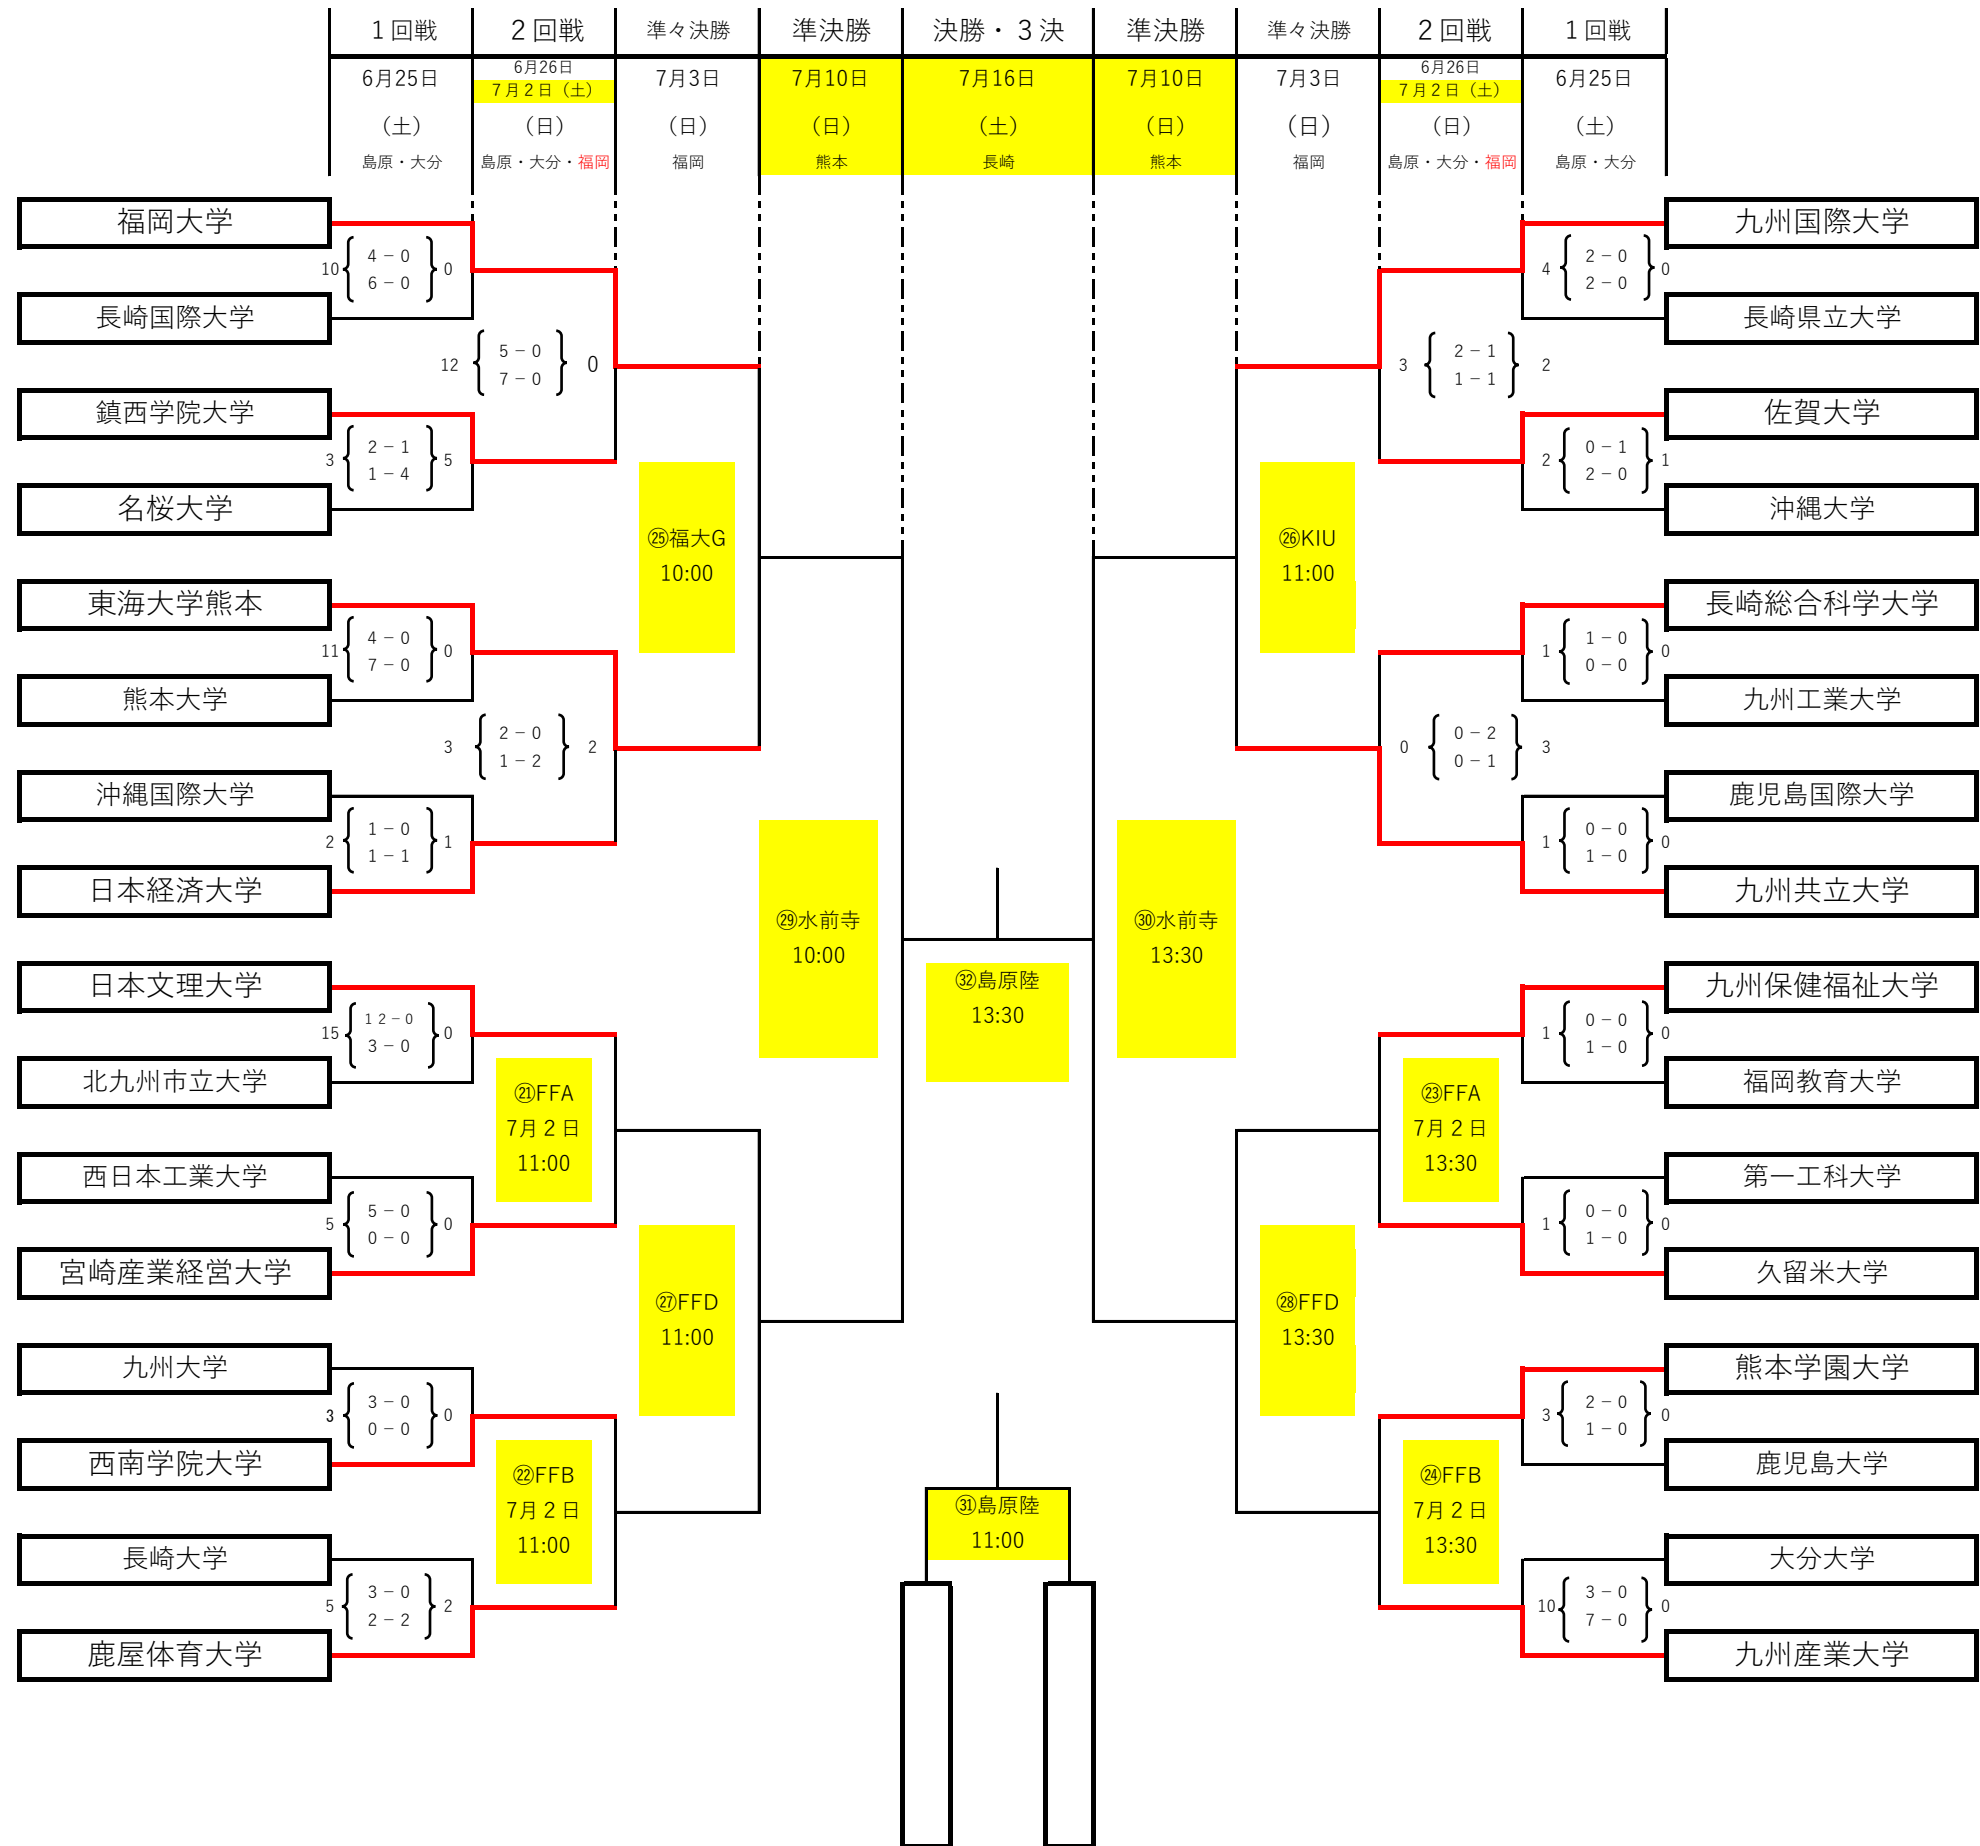 １回戦 ２回戦 準々決勝 準決勝 決勝・３決 準決勝 準々決勝 ２回戦 １回戦
6月25日 6月26日 7月3日 7月10日 7月16日 7月10日 7月3日 6月26日 6月25日
７月２日（土） ７月２日（土）
（土） （日） （日） （日） （土） （日） （日） （日） （土）
島原・大分 島原・大分・福岡 福岡 熊本 長崎 熊本 福岡 島原・大分・福岡 島原・大分
福岡大学
4 − 0
10 0
6 − 0
長崎国際大学
5 − 0
12 0
7 − 0
鎮西学院大学
2 − 1
3 5
1 − 4
名桜大学
㉕福大G
10:00
東海大学熊本
4 − 0
11 0
7 − 0
熊本大学
2 − 0
3 2
1 − 2
沖縄国際大学
1 − 0
2 1
1 − 1
日本経済大学
㉙水前寺
10:00
日本文理大学
１２−０
15 0
3 − 0
北九州市立大学
㉑FFA
7月２日
11:00
西日本工業大学
5 − 0
5 0
0 − 0
宮崎産業経営大学
㉗FFD
11:00
九州大学
3 − 0
3 0
0 − 0
西南学院大学
㉒FFB
7月２日
11:00
長崎大学
3 − 0
5 2
2 − 2
鹿屋体育大学
㉜島原陸
13:30
㉛島原陸
11:00
九州国際大学
2 − 0
4 0
2 − 0
長崎県立大学
2 − 1
3 2
1 − 1
佐賀大学
0 − 1
2 1
2 − 0
沖縄大学
㉖KIU
11:00
長崎総合科学大学
1 − 0
1 0
0 − 0
九州工業大学
0 − 2
0 3
0 − 1
鹿児島国際大学
0 − 0
1 0
1 − 0
九州共立大学
㉚水前寺
13:30
九州保健福祉大学
0 − 0
1 0
1 − 0
福岡教育大学
㉓FFA
7月２日
13:30
第一工科大学
0 − 0
1 0
1 − 0
久留米大学
㉘FFD
13:30
熊本学園大学
2 − 0
3 0
1 − 0
鹿児島大学
㉔FFB
7月２日
13:30
大分大学
3 − 0
10 0
7 − 0
九州産業大学